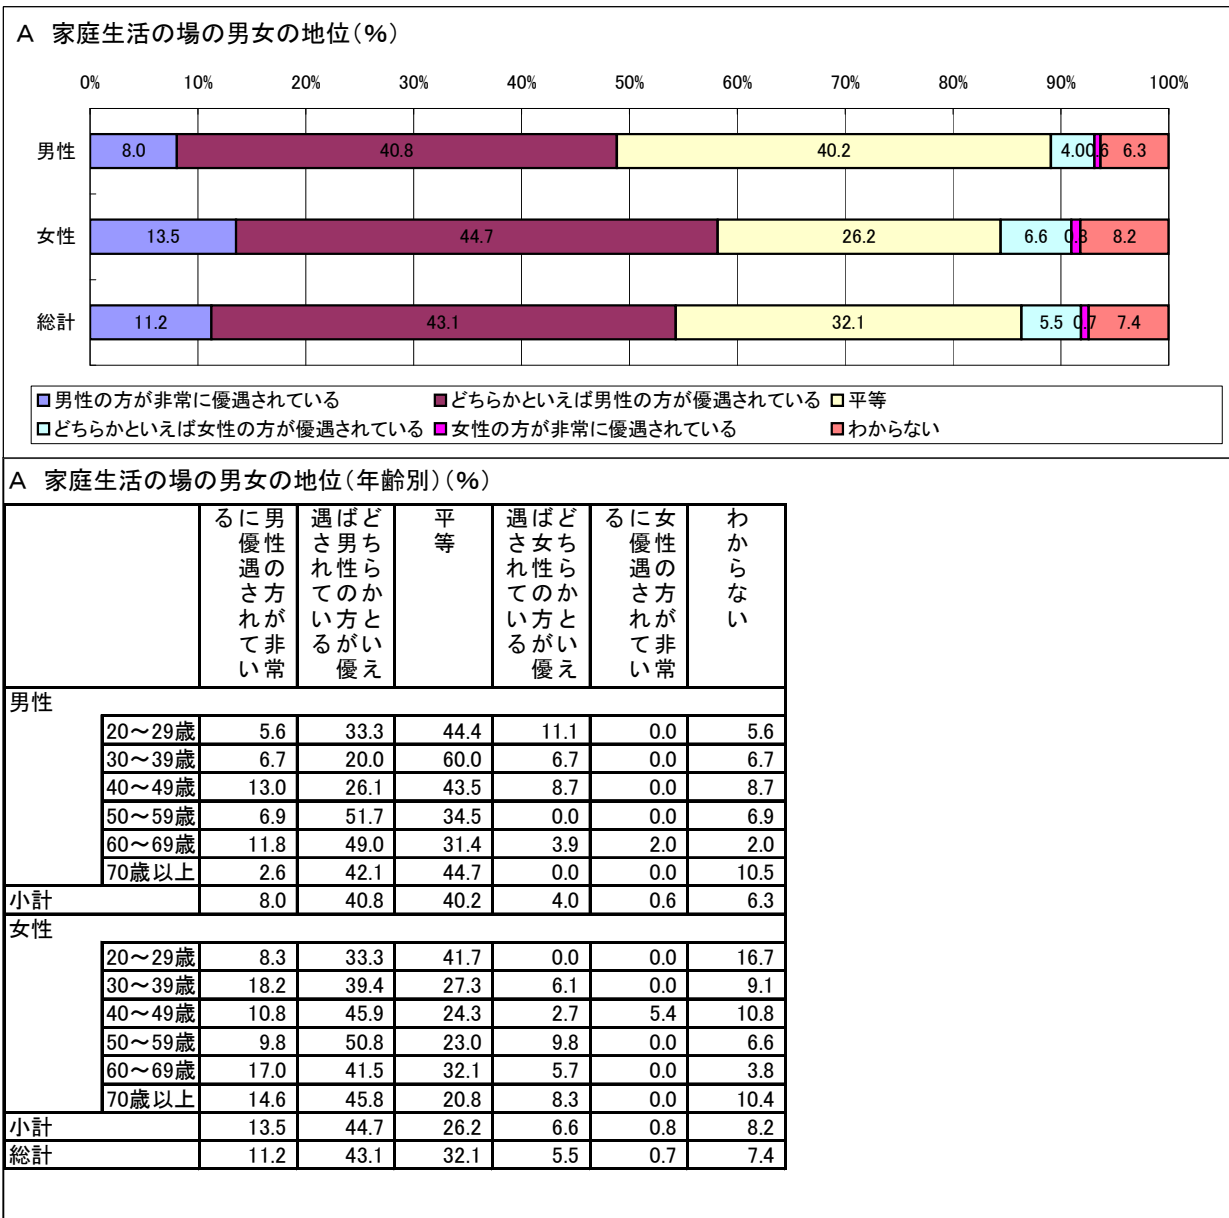 A 家庭生活の場の男女の地位(%)
0% 10% 20% 30% 40% 50% 60% 70% 80% 90% 100%
男性 8.0 40.8 40.2 4.0 0.6 6.3
女性 13.5 44.7 26.2 6.6 0.8 8.2
総計 11.2 43.1 32.1 5.5 0.7 7.4
男性の方が非常に優遇されている どちらかといえば男性の方が優遇されている 平等
どちらかといえば女性の方が優遇されている 女性の方が非常に優遇されている わからない
A 家庭生活の場の男女の地位(年齢別)(%)
男性の方が非常に優遇されている どちらかといえば男性の方が優遇されている 平等 どちらかといえば女性の方が優遇されている 女性の方が非常に優遇されている わからない
男性
20～29歳 5.6 33.3 44.4 11.1 0.0 5.6
30～39歳 6.7 20.0 60.0 6.7 0.0 6.7
40～49歳 13.0 26.1 43.5 8.7 0.0 8.7
50～59歳 6.9 51.7 34.5 0.0 0.0 6.9
60～69歳 11.8 49.0 31.4 3.9 2.0 2.0
70歳以上 2.6 42.1 44.7 0.0 0.0 10.5
小計 8.0 40.8 40.2 4.0 0.6 6.3
女性
20～29歳 8.3 33.3 41.7 0.0 0.0 16.7
30～39歳 18.2 39.4 27.3 6.1 0.0 9.1
40～49歳 10.8 45.9 24.3 2.7 5.4 10.8
50～59歳 9.8 50.8 23.0 9.8 0.0 6.6
60～69歳 17.0 41.5 32.1 5.7 0.0 3.8
70歳以上 14.6 45.8 20.8 8.3 0.0 10.4
小計 13.5 44.7 26.2 6.6 0.8 8.2
総計 11.2 43.1 32.1 5.5 0.7 7.4